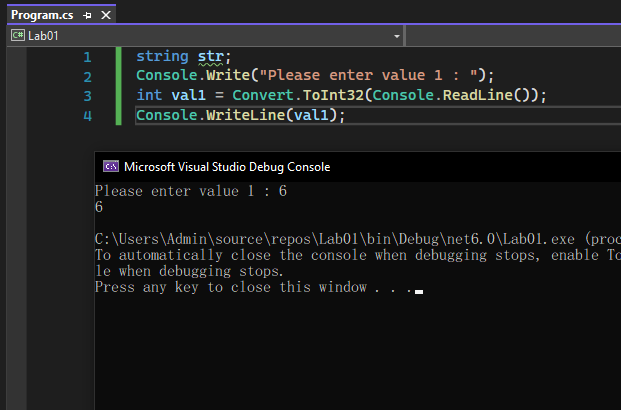 Program.cs
C# Lab01
1 string str;
2 Console.Write("Please enter value 1 : ");
3 int val1 = Convert.ToInt32(Console.ReadLine());
4 Console.WriteLine(val1);
C:\ Microsoft Visual Studio Debug Console
Please enter value 1 : 6
6
C:\Users\Admin\source\repos\Lab01\bin\Debug\net6.0\Lab01.exe (proc
To automatically close the console when debugging stops, enable To
le when debugging stops.
Press any key to close this window . . .